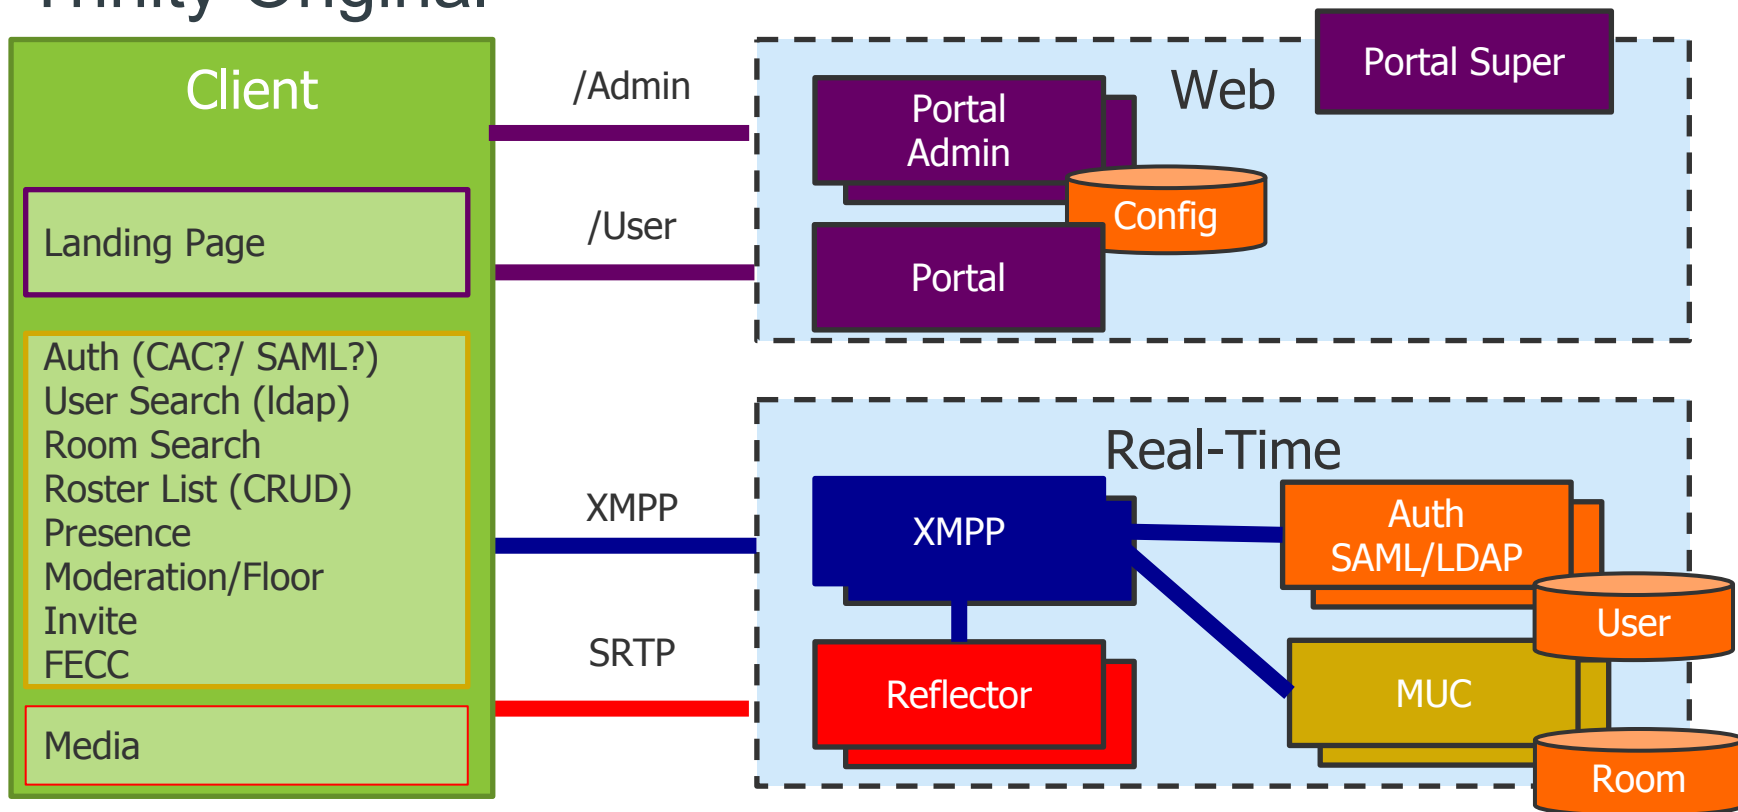 Trinity Original
Client
Landing Page
Auth (CAC?/ SAML?)
User Search (ldap)
Room Search
Roster List (CRUD)
Presence
Moderation/Floor
Invite
FECC
Media
/Admin
/User
XMPP
SRTP
Web
Portal Super
Portal
Admin
Config
Portal
Real-Time
XMPP
Auth
SAML/LDAP
User
Reflector
MUC
Room